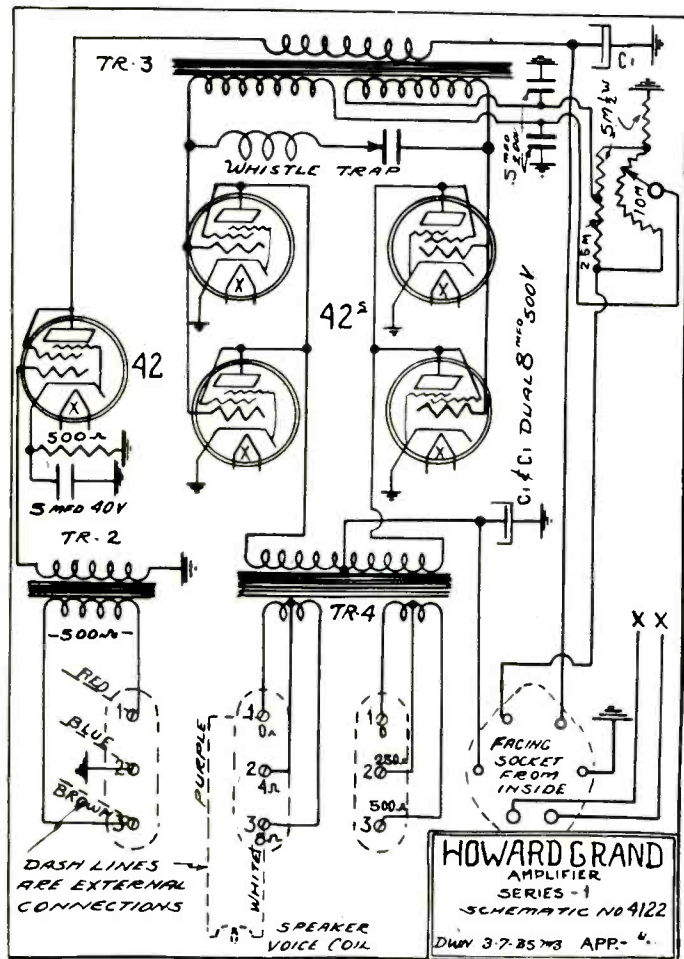 TR-3
C1
WHISTLE TRAP
.5 MFD 200V
5M ½ W
10M
25M
X
X
42
42s
X
X
X
500Ω
5 MFD 40V
C1 & C1 DUAL 8 MFD 500V
TR-2
TR-4
-500Ω-
X X
RED
BLUE
BROWN
1
2
3
PURPLE
WHITE
1
0Ω
2
4Ω
3
8Ω
1
0
250Ω
2
500Ω
3
FACING
SOCKET
FROM
INSIDE
DASH LINES
ARE EXTERNAL
CONNECTIONS
SPEAKER
VOICE COIL
HOWARD GRAND
AMPLIFIER
SERIES - 1
SCHEMATIC NO 4122
DWN 3-7-35 APP.-